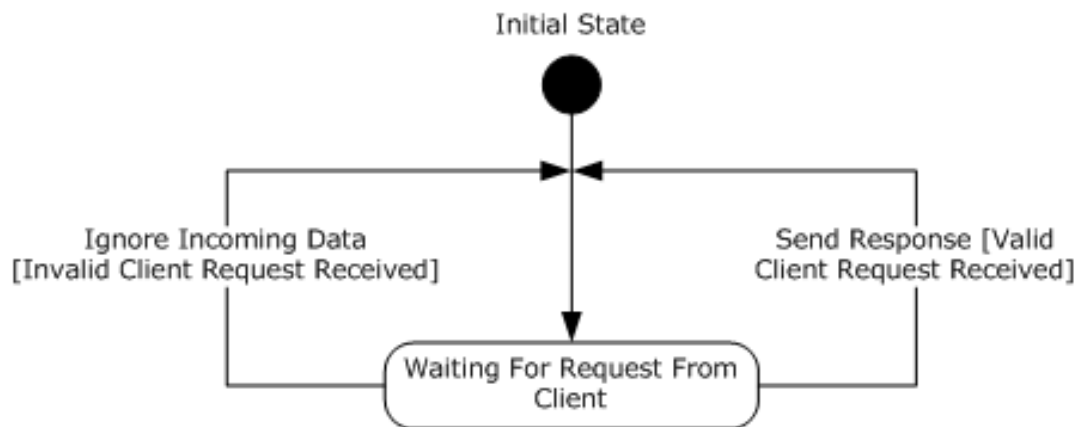 Initial State
Ignore Incoming Data
[Invalid Client Request Received]
Send Response [Valid
Client Request Received]
Waiting For Request From
Client